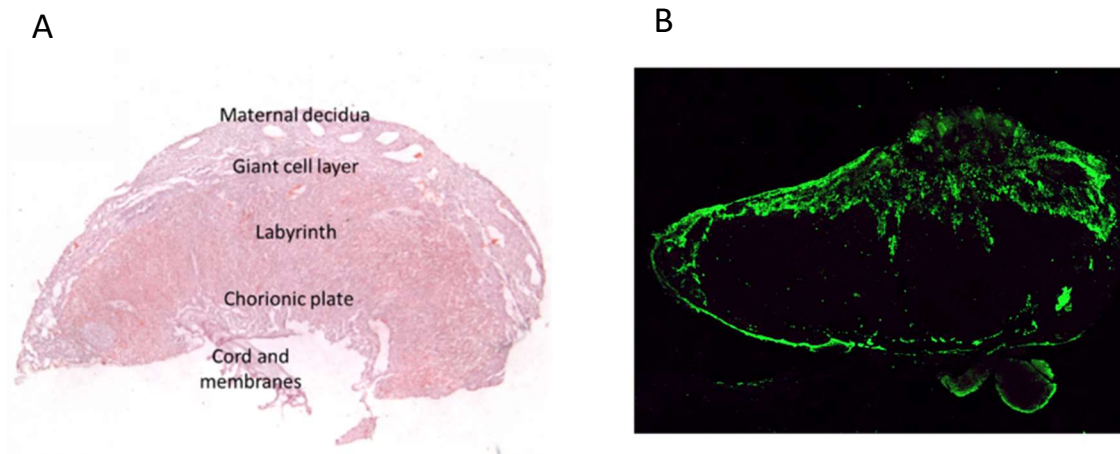 A
B
Maternal decidua
Giant cell layer
Labyrinth
Chorionic plate
Cord and
membranes